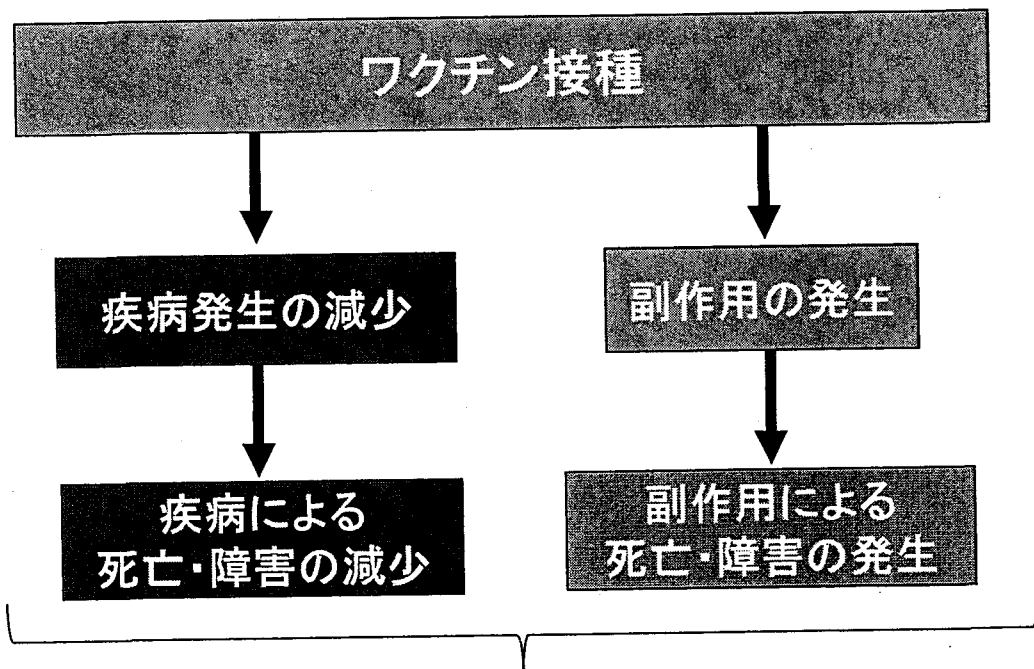 ワクチン接種
疾病発生の減少
副作用の発生
疾病による
死亡・障害の減少
副作用による
死亡・障害の発生